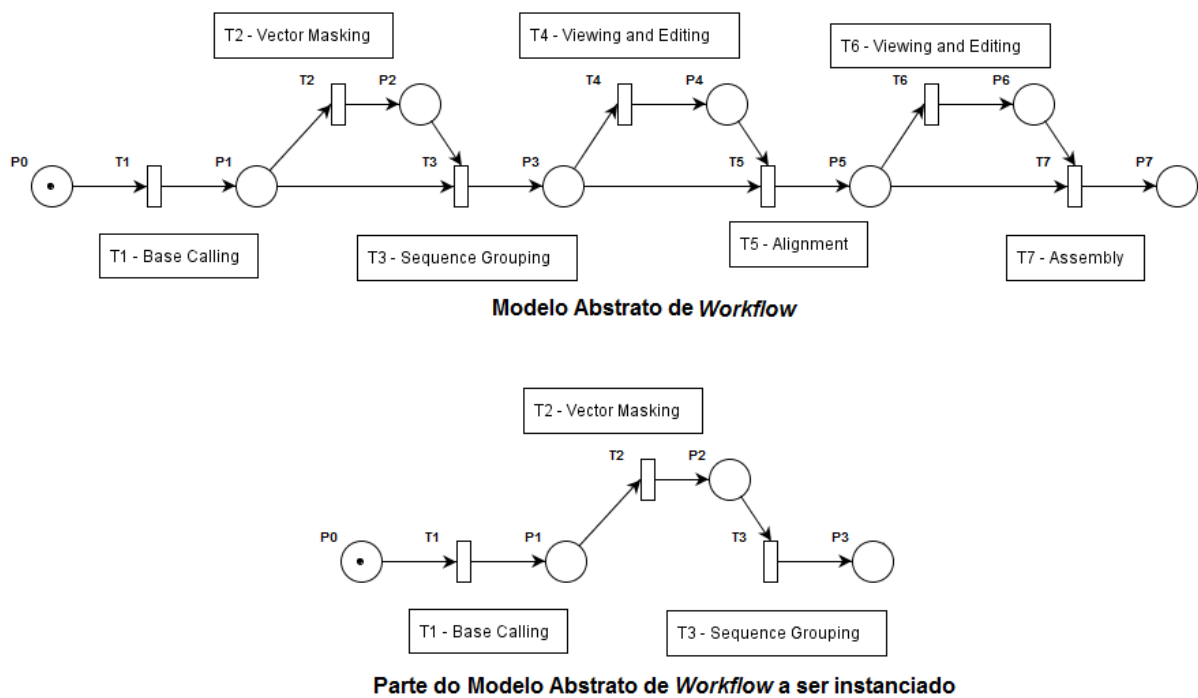 T2 - Vector Masking
T4 - Viewing and Editing
T6 - Viewing and Editing
T2 P2 T4 P4 T6 P6
P0 T1 P1 T3 P3 T5 P5 T7 P7
T1 - Base Calling
T3 - Sequence Grouping
T5 - Alignment
T7 - Assembly
Modelo Abstrato de Workflow
T2 - Vector Masking
T2 P2
P0 T1 P1 T3 P3
T1 - Base Calling
T3 - Sequence Grouping
Parte do Modelo Abstrato de Workflow a ser instanciado